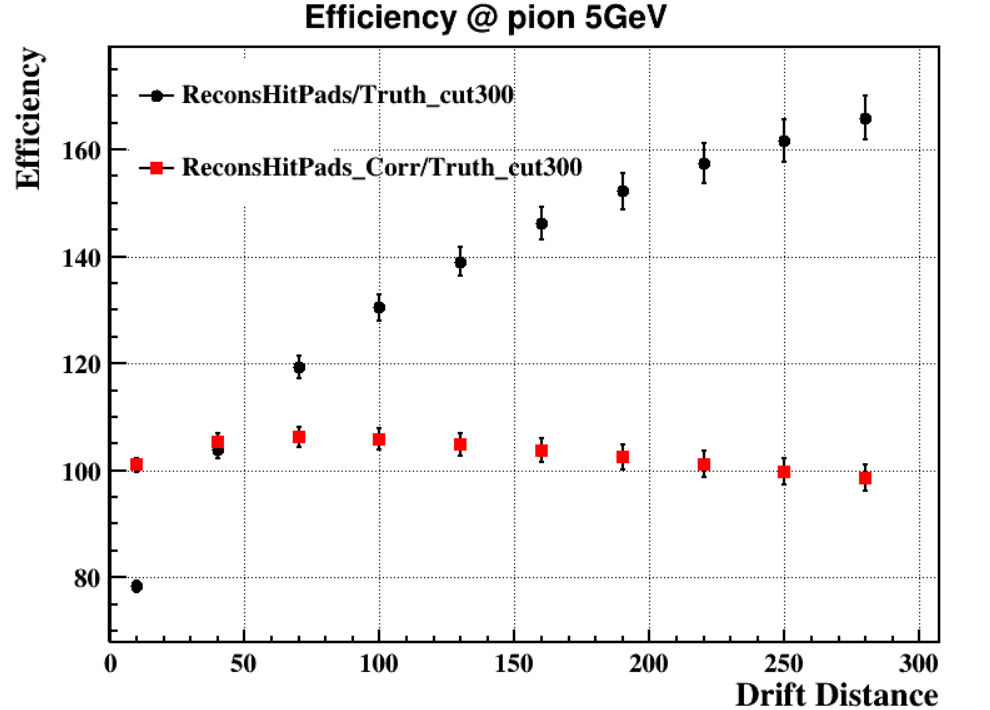 Efficiency @ pion 5GeV
Efficiency
ReconsHitPads/Truth_cut300
ReconsHitPads_Corr/Truth_cut300
160
140
120
100
80
0 50 100 150 200 250 300
Drift Distance